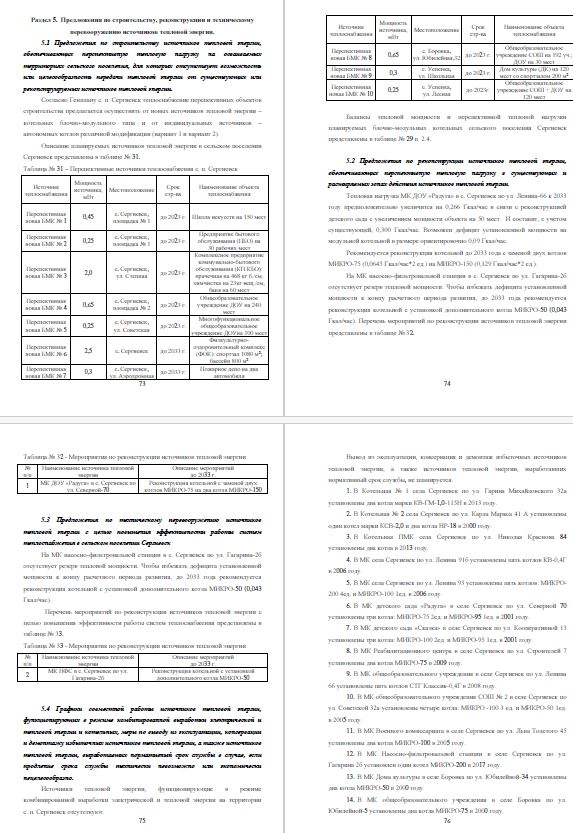 Раздел 5. Предложения по строительству, реконструкции и техническому
перевооружению источников тепловой энергии.
5.1 Предложения по строительству источников тепловой энергии,
обеспечивающих перспективную тепловую нагрузку на осваиваемых
территориях сельского поселения, для которых отсутствует возможность
или целесообразность передачи тепловой энергии от существующих или
реконструируемых источников тепловой энергии.
Согласно Генплану с. п. Сергиевск теплоснабжение перспективных объектов
строительства предлагается осуществить от новых источников тепловой энергии –
котельных блочно-модульного типа и от индивидуальных источников –
автономных котлов различной модификации (вариант 1 и вариант 2).
Описание планируемых источников тепловой энергии в сельском поселении
Сергиевск представлены в таблице № 31.
Таблица № 31 – Перспективные источники теплоснабжения с. п. Сергиевск
Источник теплоснабжения | Мощность источника, мВт | Местоположение | Срок стр-ва | Наименование объекта теплоснабжения
Перспективная новая БМК № 1 | 0,45 | с. Сергиевск, площадка № 1 | до 2023 г. | Школа искусств на 150 мест
Перспективная новая БМК № 2 | 0,25 | с. Сергиевск, площадка № 1 | до 2023 г. | Предприятие бытового обслуживания (ПБО) на 30 рабочих мест
Перспективная новая БМК № 3 | 2,0 | с. Сергиевск, ул. Степная | до 2023 г. | Комплексное предприятие коммунально-бытового обслуживания (КП КБО): прачечная на 468 кг б./см, химчистка на 23кг вещ./см, баня на 60 мест
Перспективная новая БМК № 4 | 0,65 | с. Сергиевск, площадка № 2 | до 2023 г. | Общеобразовательное учреждение ДОУ на 240 мест
Перспективная новая БМК № 5 | 0,25 | с. Сергиевск, ул. Советская | до 2023 г. | Многофункциональное общеобразовательное учреждение ДОУ на 100 мест
Перспективная новая БМК № 6 | 2,5 | с. Сергиевск | до 2033 г. | Физкультурно-оздоровительный комплекс (ФОК): спортзал 1080 м²; бассейн 800 м²
Перспективная новая БМК № 7 | 0,3 | с. Сергиевск, ул. Аэродромная | до 2033 г. | Пожарное депо на два автомобиля
73
Источник теплоснабжения | Мощность источника, мВт | Местоположение | Срок стр-ва | Наименование объекта теплоснабжения
Перспективная новая БМК № 8 | 0,65 | с. Боровка, ул. Юбилейная,32 | до 2023 г. | Общеобразовательное учреждение СОШ на 192 уч.; ДОУ на 30 мест
Перспективная новая БМК № 9 | 0,3 | с. Успенка, ул. Школьная | до 2023г. | Дом культуры (ДК) на 120 мест со спортзалом 200 м²
Перспективная новая БМК № 10 | 0,25 | с. Успенка, ул. Лесная | до 2023г | Общеобразовательное учреждение СОШ + ДОУ на 120 мест
Балансы тепловой мощности и перспективной тепловой нагрузки
планируемых блочно-модульных котельных сельского поселения Сергиевск
представлены в таблице № 29 п. 2.4.
5.2 Предложения по реконструкции источников тепловой энергии,
обеспечивающих перспективную тепловую нагрузку в существующих и
расширяемых зонах действия источников тепловой энергии.
Тепловая нагрузка МК ДОУ «Радуга» в с. Сергиевск по ул. Ленина-66 к 2033
году предположительно увеличится на 0,266 Гкал/час в связи с реконструкцией
детского сада с увеличением мощности объекта на 50 мест. И составит, с учетом
существующей, 0,300 Гкал/час. Возможен дефицит установленной мощности на
модульной котельной в размере ориентировочно 0,09 Гкал/час.
Рекомендуется реконструкция котельной до 2033 года с заменой двух котлов
МИКРО-75 (0,0645 Гкал/час*2 ед.) на МИКРО-150 (0,129 Гкал/час*2 ед.).
На МК насосно-фильтровальной станции в с. Сергиевск по ул. Гагарина-2б
отсутствует резерв тепловой мощности. Чтобы избежать дефицита установленной
мощности к концу расчетного периода развития, до 2033 года рекомендуется
реконструкция котельной с установкой дополнительного котла МИКРО-50 (0,043
Гкал/час). Перечень мероприятий по реконструкции источников тепловой энергии
представлены в таблице № 32.
74
Таблица № 32 - Мероприятия по реконструкции источников тепловой энергии
№ п/п | Наименование источника тепловой энергии | Описание мероприятий до 2033 г.
1 | МК ДОУ «Радуга» в с. Сергиевск по ул. Северной-70 | Реконструкция котельной с заменой двух котлов МИКРО-75 на два котла МИКРО-150
5.3 Предложения по техническому перевооружению источников
тепловой энергии с целью повышения эффективности работы систем
теплоснабжения в сельском поселении Сергиевск
На МК насосно-фильтровальной станции в с. Сергиевск по ул. Гагарина-2б
отсутствует резерв тепловой мощности. Чтобы избежать дефицита установленной
мощности к концу расчетного периода развития, до 2033 года рекомендуется
реконструкция котельной с установкой дополнительного котла МИКРО-50 (0,043
Гкал/час).
Перечень мероприятий по реконструкции источников тепловой энергии с
целью повышения эффективности работы систем теплоснабжения представлены в
таблице № 33.
Таблица № 33 - Мероприятия по реконструкции источников тепловой энергии
№ п/п | Наименование источника тепловой энергии | Описание мероприятий до 2033 г.
2 | МК НФС в с. Сергиевск по ул. Гагарина-2б | Реконструкция котельной с установкой дополнительного котла МИКРО-50
5.4 Графики совместной работы источников тепловой энергии,
функционирующих в режиме комбинированной выработки электрической и
тепловой энергии и котельных, меры по выводу из эксплуатации, консервации
и демонтажу избыточных источников тепловой энергии, а также источников
тепловой энергии, выработавших нормативный срок службы в случае, если
продление срока службы технически невозможно или экономически
нецелесообразно.
Источники тепловой энергии, функционирующие в режиме
комбинированной выработки электрической и тепловой энергии на территории
с. п. Сергиевск отсутствуют.
75
Вывод из эксплуатации, консервация и демонтаж избыточных источников
тепловой энергии, а также источников тепловой энергии, выработавших
нормативный срок службы, не планируется.
1. В Котельная № 1 села Сергиевск по ул. Гарина Михайловского 32а
установлены два котла марки КВ-ГМ-1,0-115Н в 2013 году.
2. В Котельная № 2 села Сергиевск по ул. Карла Маркса 41 А установлены
один котел марки КСВ-2,0 и два котла НР-18 в 2000 году.
3. В Котельная ПМК села Сергиевск по ул. Николая Краснова 84
установлены два котла в 2013 году.
4. В МК села Сергиевск по ул. Ленина 91б установлены пять котлов КВ-0,4Г
в 2006 году.
5. В МК села Сергиевск по ул. Ленина 93 установлены пять котлов: МИКРО-
200 4ед. и МИКРО-100 1ед. в 2006 году.
6. В МК детского сада «Радуга» в селе Сергиевск по ул. Северной 70
установлены три котла: МИКРО-75 2ед. и МИКРО-95 1ед. в 2001 году.
7. В МК детского сада «Сказка» в селе Сергиевск по ул. Кооперативной 13
установлены три котла: МИКРО-100 2ед. и МИКРО-95 1ед. в 2001 году.
8. В МК Реабилитационного центра в селе Сергиевск по ул. Строителей 7
установлены два котла МИКРО-75 в 2009 году.
9. В МК общеобразовательного учреждения в селе Сергиевск по ул. Ленина
66 установлены пять котлов СТГ Классик-0,4Г в 2008 году.
10. В МК общеобразовательного учреждения СОШ № 2 в селе Сергиевск по
ул. Советской 32а установлены четыре котла: МИКРО -100 3 ед. и МИКРО-50 1ед.
в 2005 году.
11. В МК Военного комиссариата в селе Сергиевск по ул. Льва Толстого 45
установлены два котла МИКРО-100 в 2005 году.
12. В МК Насосно-фильтровальной станции в селе Сергиевск по ул.
Гагарина 2б установлен один котел МИКРО-200 в 2017 году.
13. В МК Дома культуры в селе Боровка по ул. Юбилейной-34 установлены
два котла МИКРО-50 в 2000 году.
14. В МК общеобразовательного учреждения в селе Боровка по ул.
Юбилейной-5 установлены два котла МИКРО-75 в 2000 году.
76